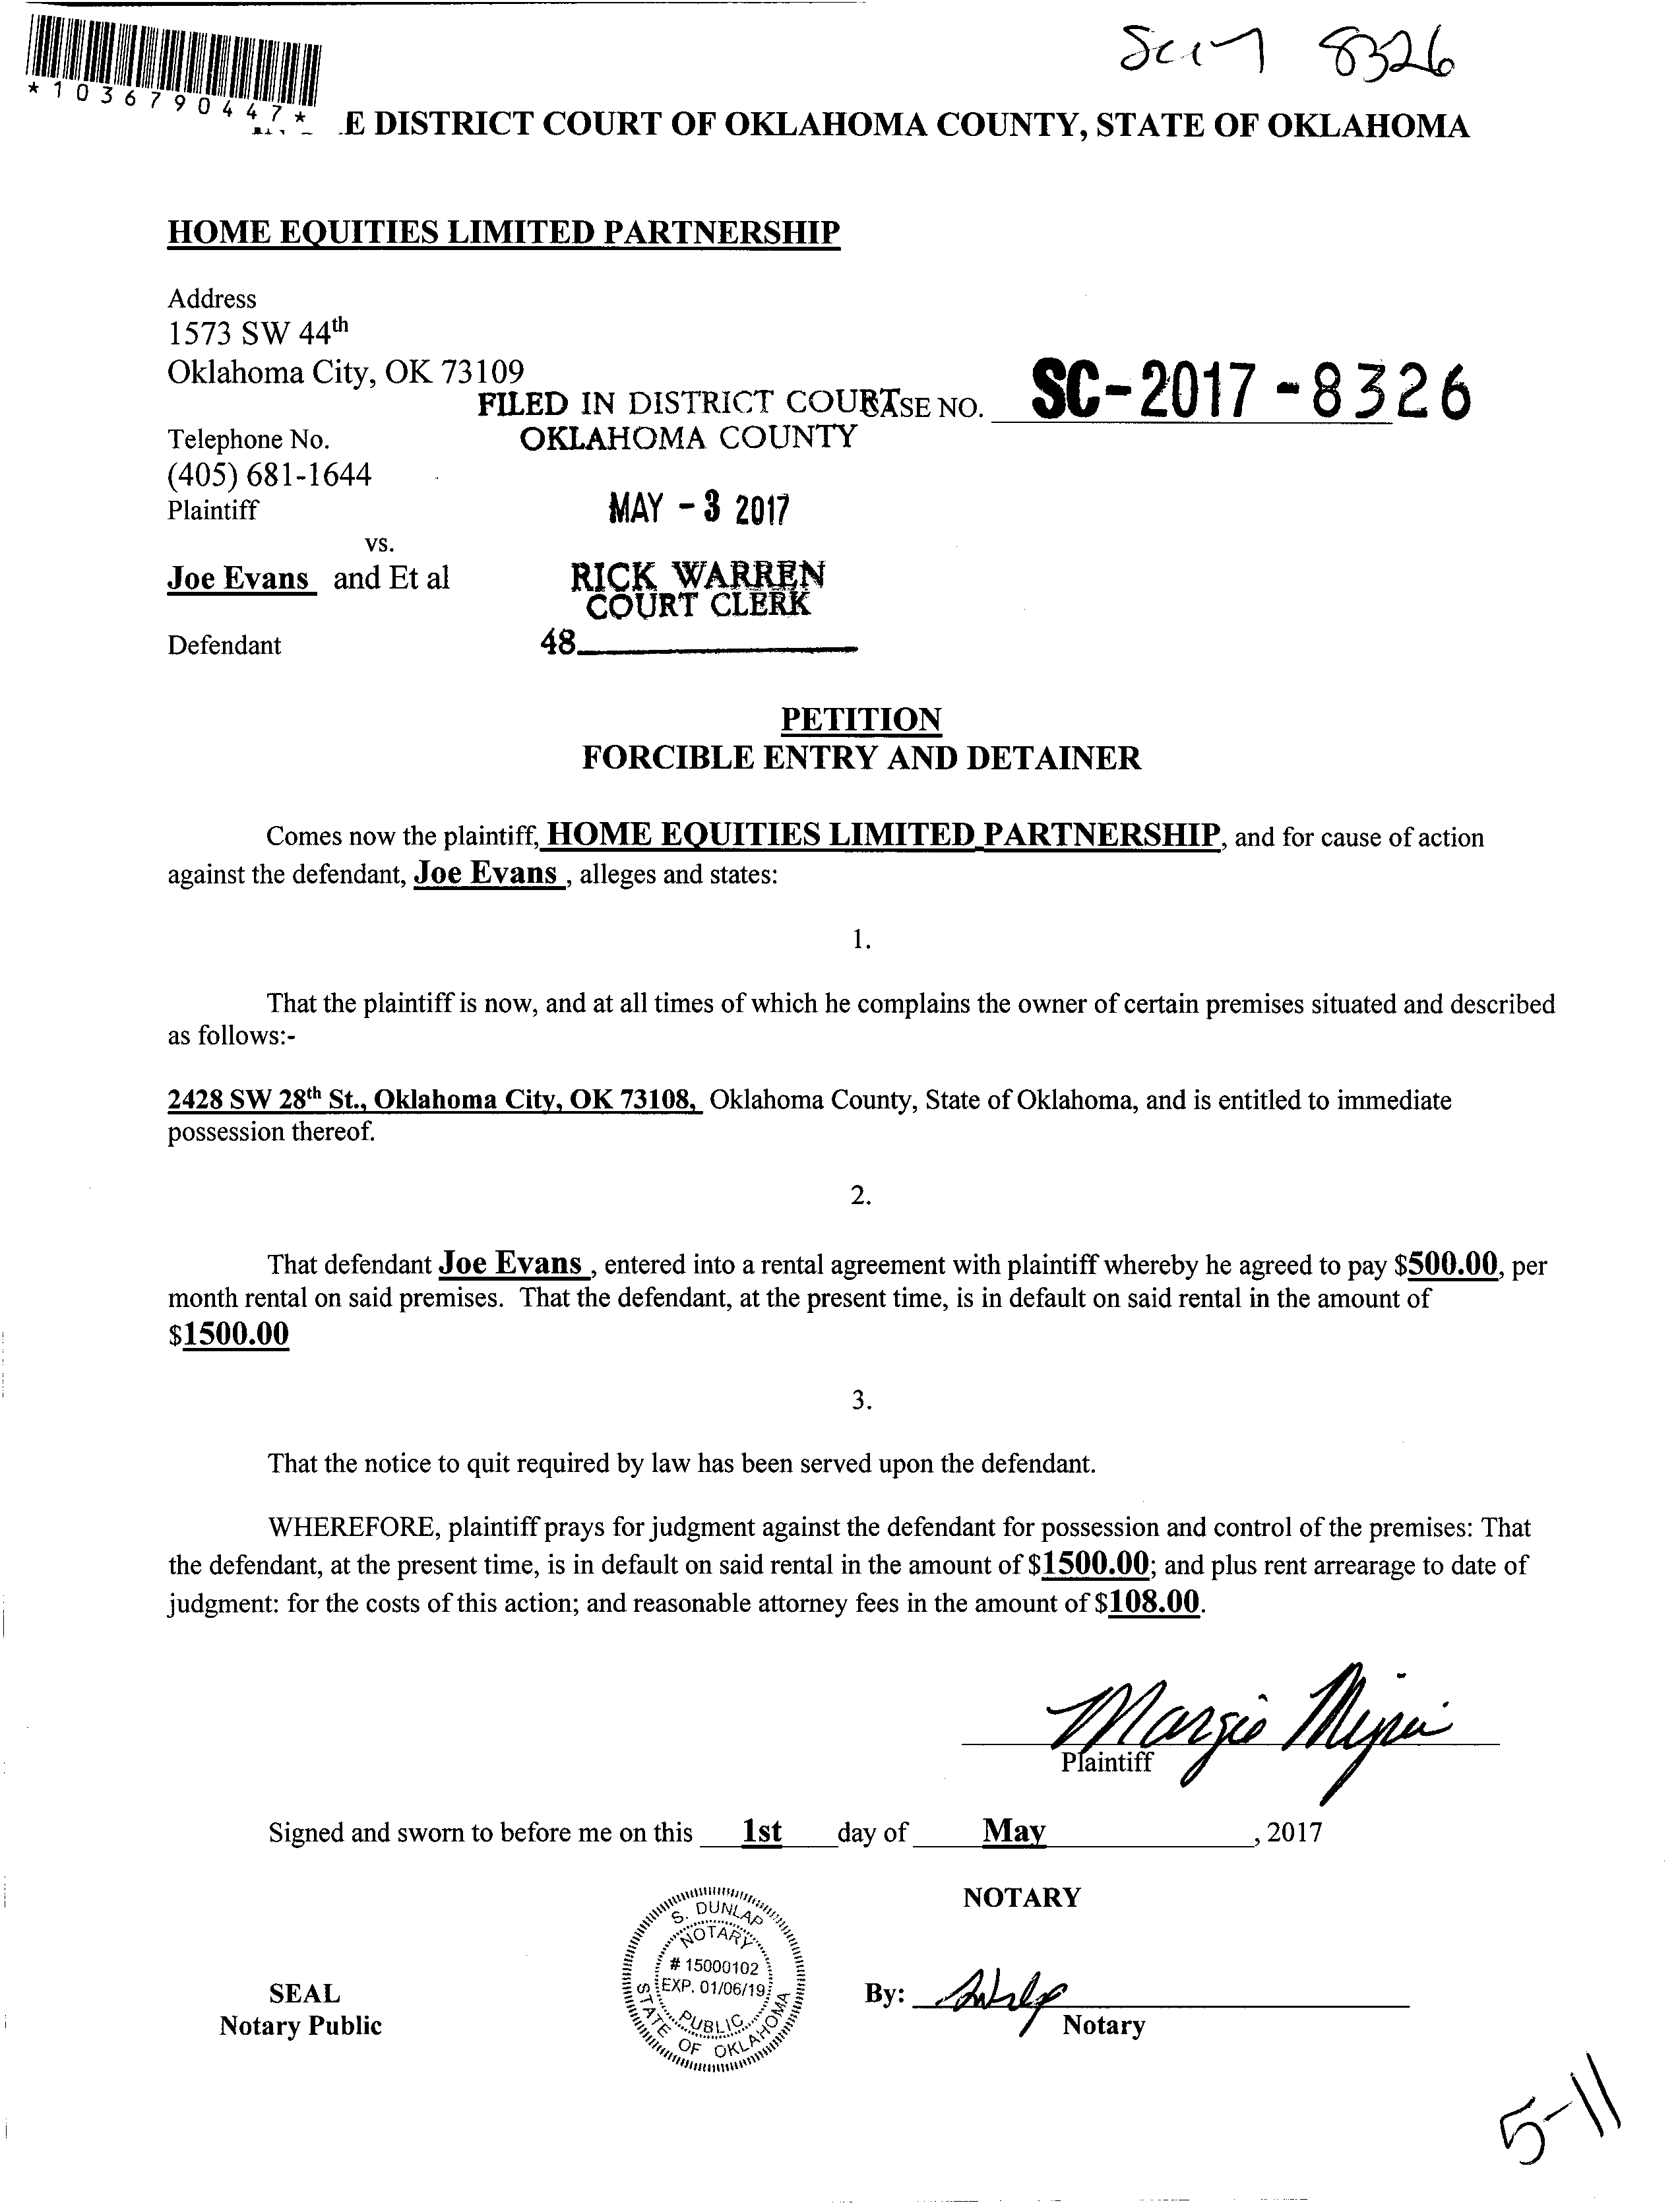 SC17 8326
*1036790447*
E DISTRICT COURT OF OKLAHOMA COUNTY, STATE OF OKLAHOMA
HOME EQUITIES LIMITED PARTNERSHIP
Address
1573 SW 44th
Oklahoma City, OK 73109
FILED IN DISTRICT COURT
OKLAHOMA COUNTY
SE NO. SC-2017-8326
Telephone No.
(405) 681-1644
Plaintiff
MAY - 3 2017
vs.
Joe Evans and Et al
RICK WARREN
COURT CLERK
48
Defendant
PETITION
FORCIBLE ENTRY AND DETAINER
Comes now the plaintiff, HOME EQUITIES LIMITED PARTNERSHIP, and for cause of action
against the defendant, Joe Evans , alleges and states:
1.
That the plaintiff is now, and at all times of which he complains the owner of certain premises situated and described
as follows:-
2428 SW 28th St., Oklahoma City, OK 73108, Oklahoma County, State of Oklahoma, and is entitled to immediate
possession thereof.
2.
That defendant Joe Evans , entered into a rental agreement with plaintiff whereby he agreed to pay $500.00, per
month rental on said premises. That the defendant, at the present time, is in default on said rental in the amount of
$1500.00
3.
That the notice to quit required by law has been served upon the defendant.
WHEREFORE, plaintiff prays for judgment against the defendant for possession and control of the premises: That
the defendant, at the present time, is in default on said rental in the amount of $1500.00; and plus rent arrearage to date of
judgment: for the costs of this action; and reasonable attorney fees in the amount of $108.00.
Margie
Plaintiff
Signed and sworn to before me on this 1st day of May , 2017
NOTARY
S. DUNLAP
NOTARY
# 15000102
EXP. 01/06/19
PUBLIC
STATE OF OKLAHOMA
SEAL
Notary Public
By:
Notary
5-11